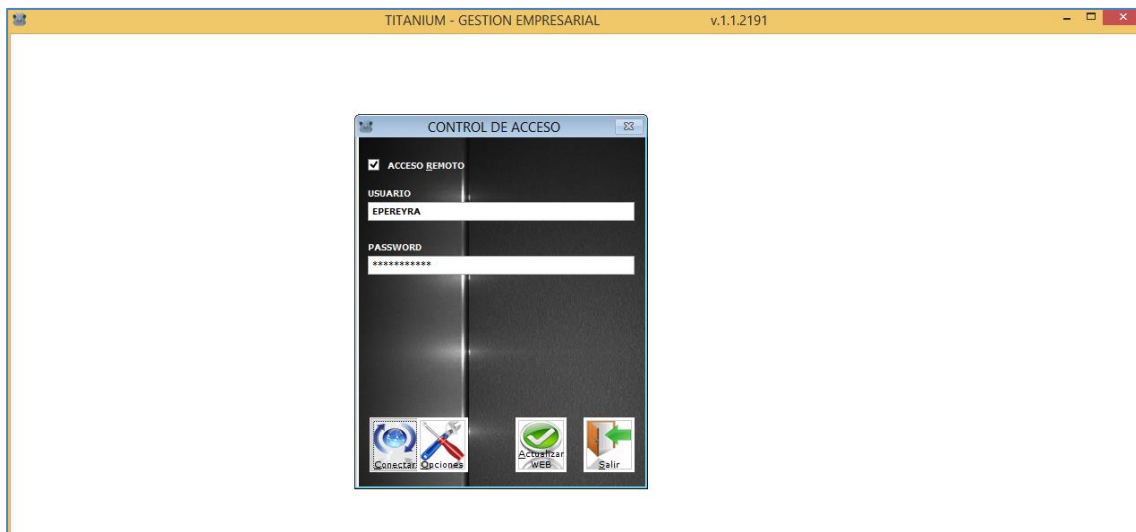 TITANIUM - GESTION EMPRESARIAL v.1.1.2191
CONTROL DE ACCESO
ACCESO REMOTO
USUARIO
EPEREYRA
PASSWORD
***********
Conectar Opciones Actualizar WEB Salir